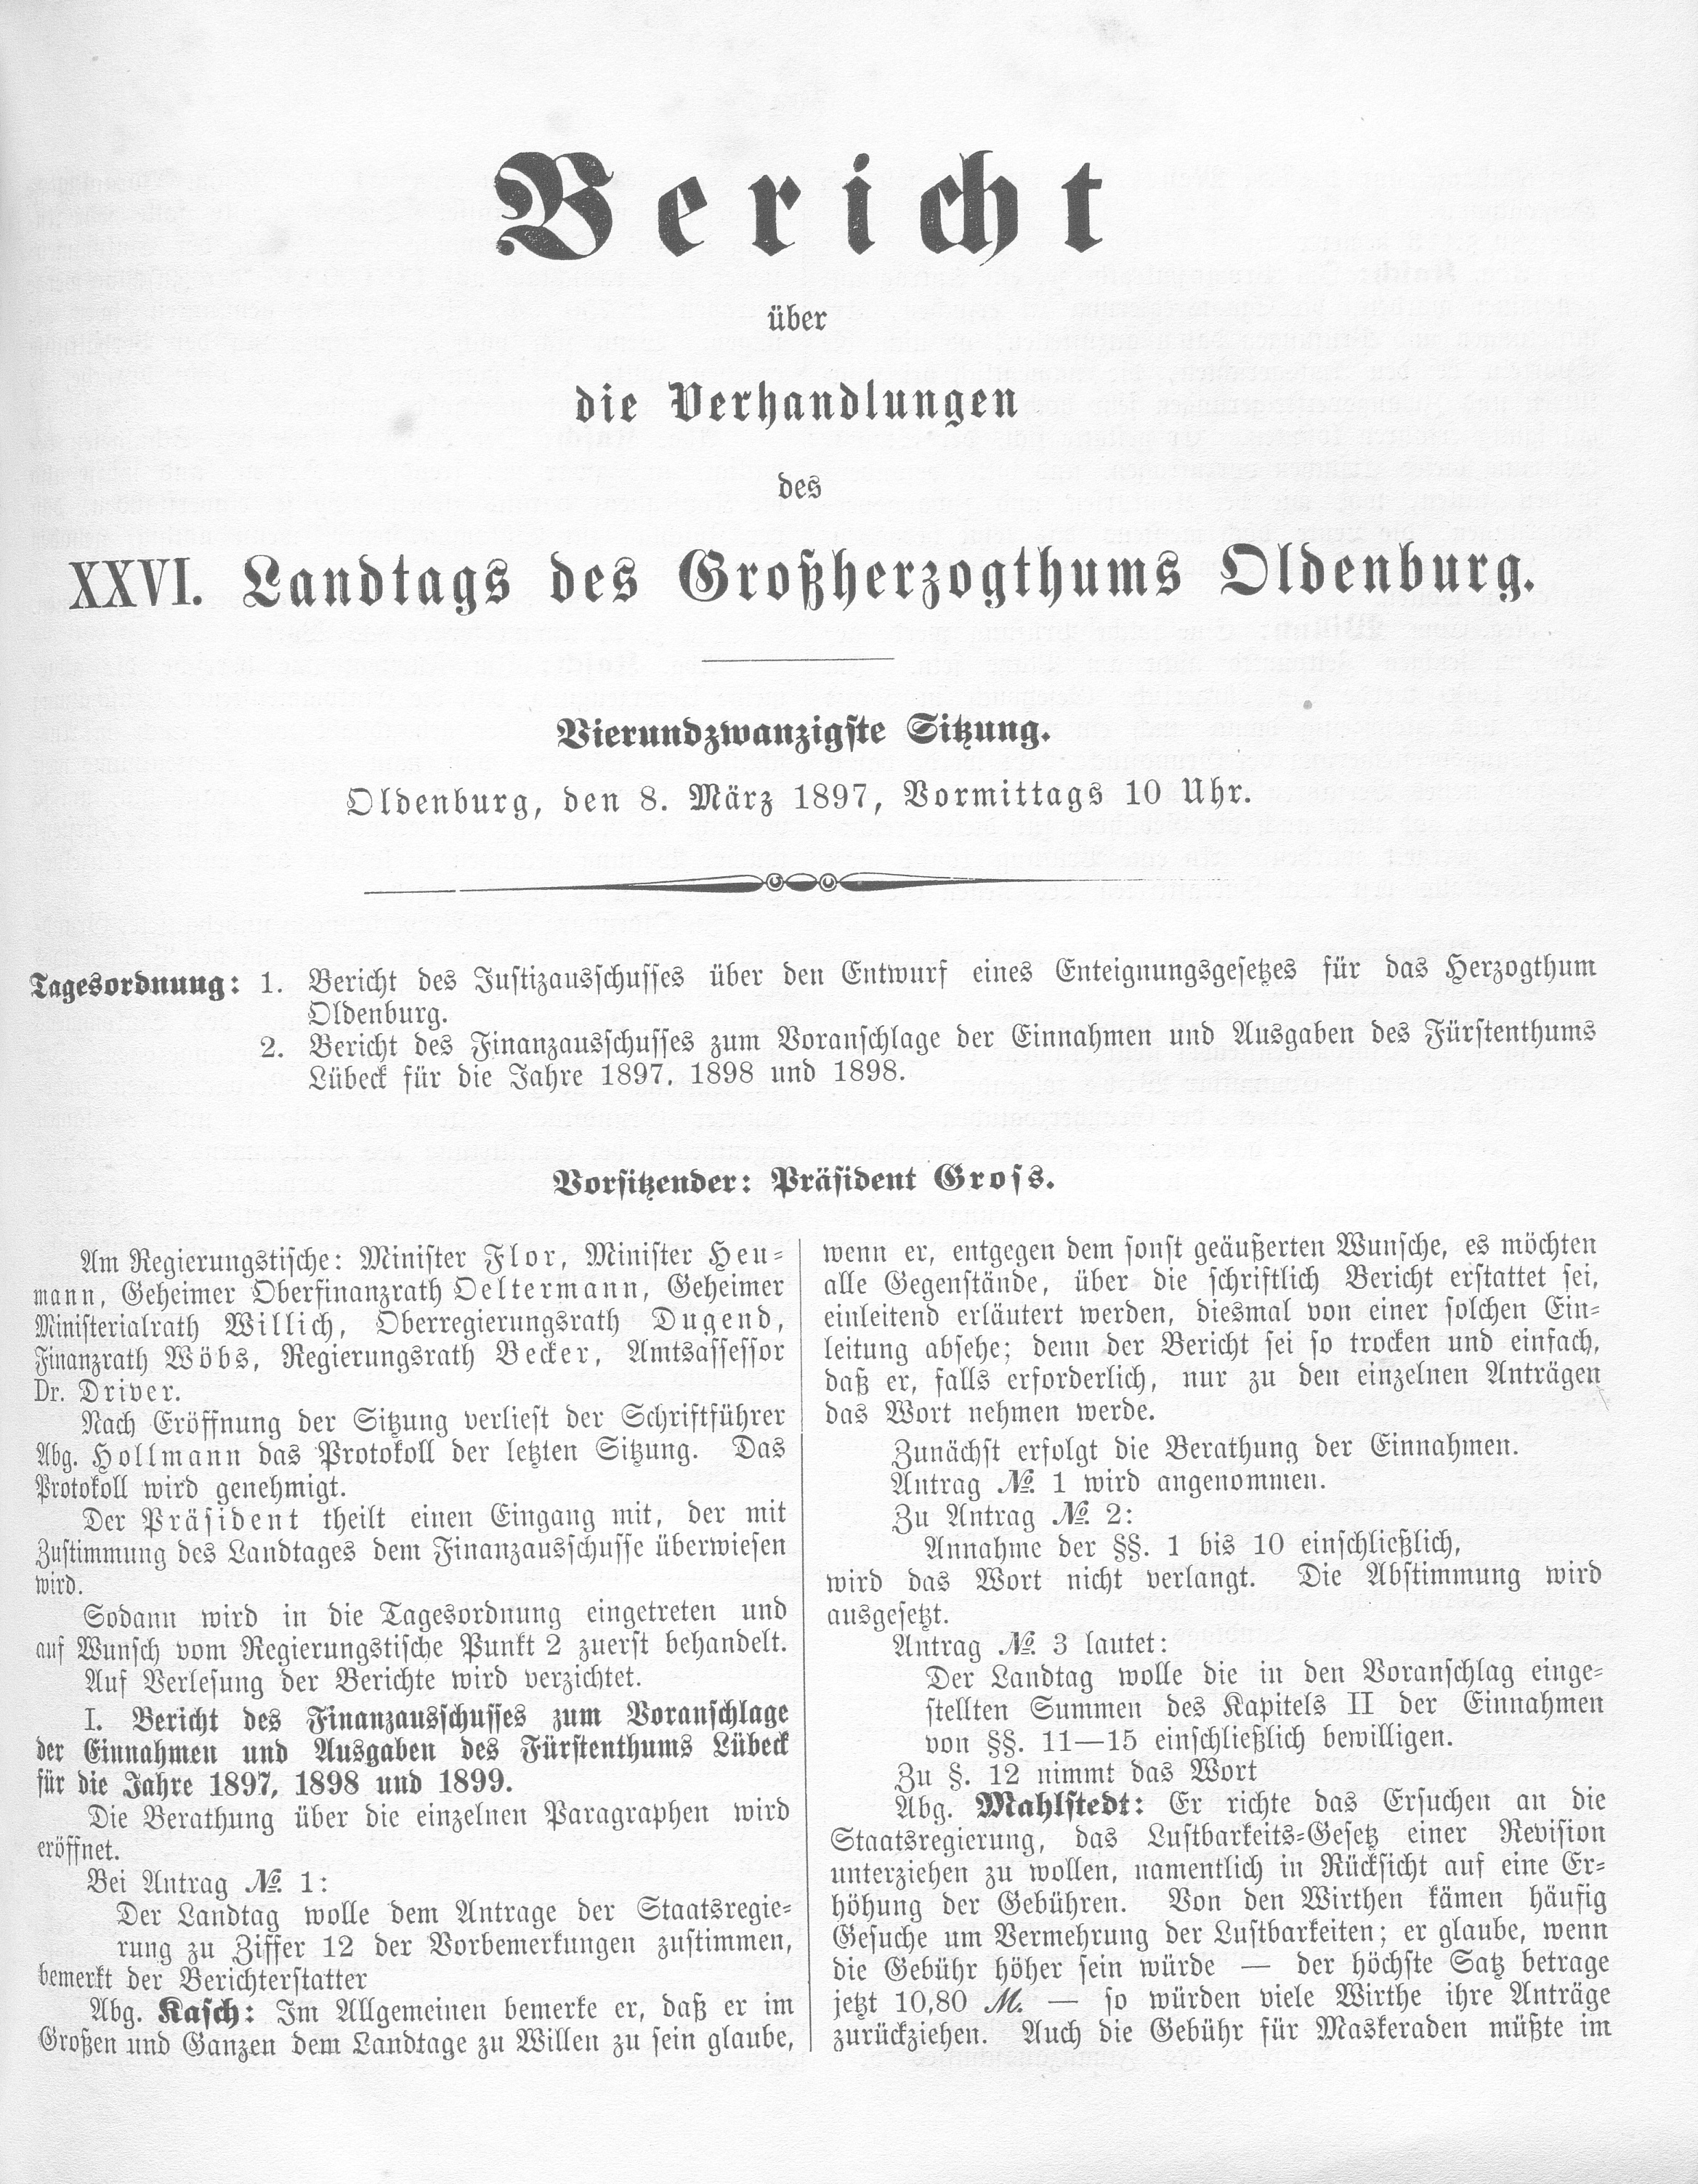 Bericht
über
die Verhandlungen
des
XXVI. Landtags des Großherzogthums Oldenburg.
Vierundzwanzigste Sitzung.
Oldenburg, den 8. März 1897, Vormittags 10 Uhr.
Tagesordnung: 1. Bericht des Justizausschusses über den Entwurf eines Enteignungsgesetzes für das Herzogthum
Oldenburg.
2. Bericht des Finanzausschusses zum Voranschlage der Einnahmen und Ausgaben des Fürstenthums
Lübeck für die Jahre 1897, 1898 und 1898.
Vorsitzender: Präsident Gross.
Am Regierungstische: Minister Flor, Minister Heu-
mann, Geheimer Oberfinanzrath Oeltermann, Geheimer
Ministerialrath Willich, Oberregierungsrath Dugend,
Finanzrath Wöbs, Regierungsrath Becker, Amtsassessor
Dr. Driver.
Nach Eröffnung der Sitzung verliest der Schriftführer
Abg. Hollmann das Protokoll der letzten Sitzung. Das
Protokoll wird genehmigt.
Der Präsident theilt einen Eingang mit, der mit
Zustimmung des Landtages dem Finanzausschusse überwiesen
wird.
Sodann wird in die Tagesordnung eingetreten und
auf Wunsch vom Regierungstische Punkt 2 zuerst behandelt.
Auf Verlesung der Berichte wird verzichtet.
I. Bericht des Finanzausschusses zum Voranschlage
der Einnahmen und Ausgaben des Fürstenthums Lübeck
für die Jahre 1897, 1898 und 1899.
Die Berathung über die einzelnen Paragraphen wird
eröffnet.
Bei Antrag № 1:
Der Landtag wolle dem Antrage der Staatsregie-
rung zu Ziffer 12 der Vorbemerkungen zustimmen,
bemerkt der Berichterstatter
Abg. Kasch: Im Allgemeinen bemerke er, daß er im
Großen und Ganzen dem Landtage zu Willen zu sein glaube,
wenn er, entgegen dem sonst geäußerten Wunsche, es möchten
alle Gegenstände, über die schriftlich Bericht erstattet sei,
einleitend erläutert werden, diesmal von einer solchen Ein-
leitung absehe; denn der Bericht sei so trocken und einfach,
daß er, falls erforderlich, nur zu den einzelnen Anträgen
das Wort nehmen werde.
Zunächst erfolgt die Berathung der Einnahmen.
Antrag № 1 wird angenommen.
Zu Antrag № 2:
Annahme der §§. 1 bis 10 einschließlich,
wird das Wort nicht verlangt. Die Abstimmung wird
ausgesetzt.
Antrag № 3 lautet:
Der Landtag wolle die in den Voranschlag einge-
stellten Summen des Kapitels II der Einnahmen
von §§. 11—15 einschließlich bewilligen.
Zu §. 12 nimmt das Wort
Abg. Mahlstedt: Er richte das Ersuchen an die
Staatsregierung, das Lustbarkeits-Gesetz einer Revision
unterziehen zu wollen, namentlich in Rücksicht auf eine Er-
höhung der Gebühren. Von den Wirthen kämen häufig
Gesuche um Vermehrung der Lustbarkeiten; er glaube, wenn
die Gebühr höher sein würde — der höchste Satz betrage
jetzt 10,80 M. — so würden viele Wirthe ihre Anträge
zurückziehen. Auch die Gebühr für Maskeraden müßte im